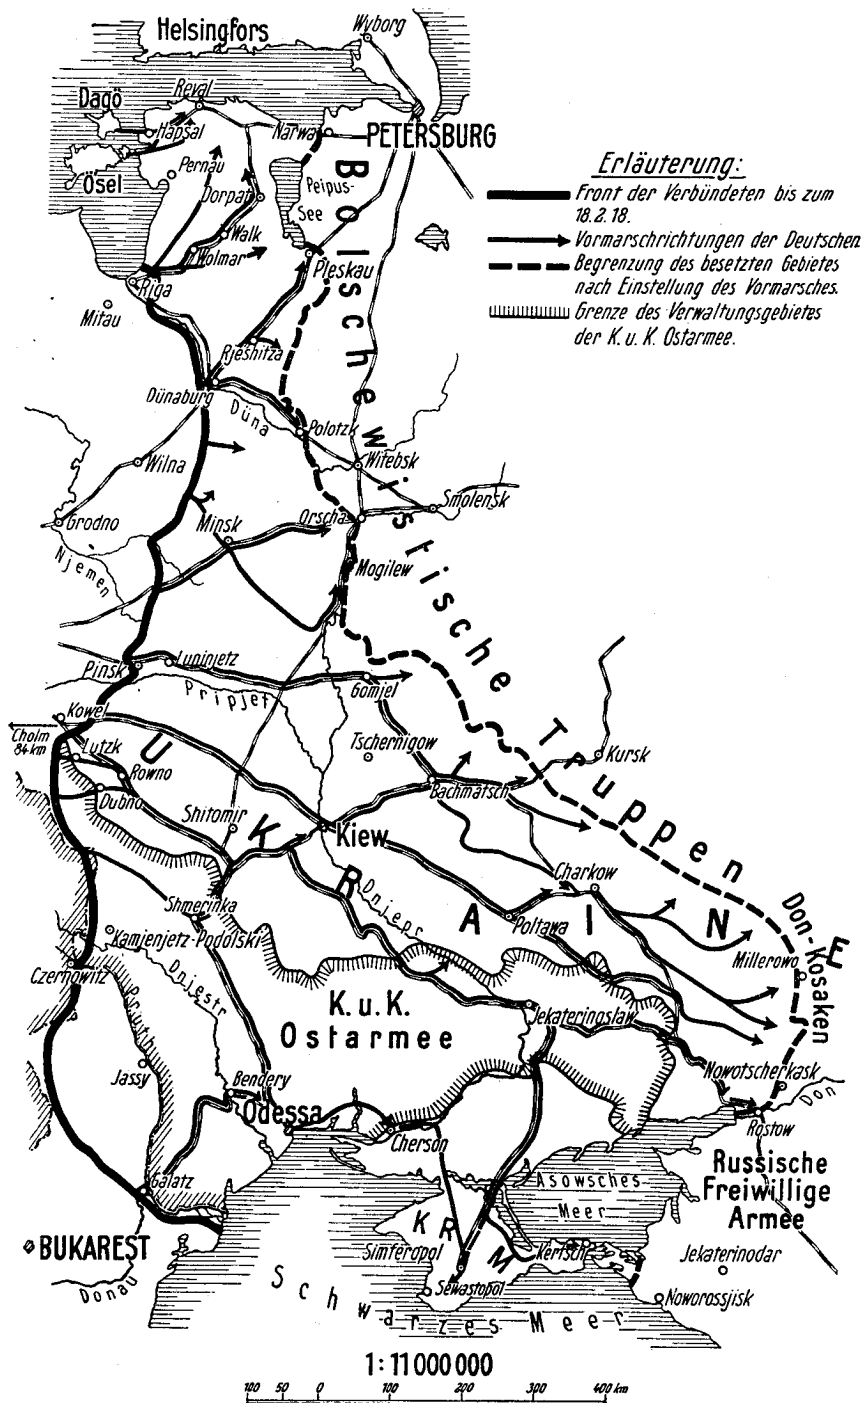 Helsingfors
Wyborg
Dagö
Reval
Hapsal
Narwa
PETERSBURG
Ösel
Pernau
Dorpat
Peipus-
See
Walk
Wolmar
Pleskau
Riga
Mitau
Rjeshitza
Dünaburg
Düna
Polotzk
Wilna
Witebsk
Grodno
Minsk
Orscha
Smolensk
Njemen
Mogilew
Bolschewistische Truppen
Erläuterung:
Front der Verbündeten bis zum
18.2.18.
Vormarschrichtungen der Deutschen
Begrenzung des besetzten Gebietes
nach Einstellung des Vormarsches.
Grenze des Verwaltungsgebietes
der K. u. K. Ostarmee.
Pinsk
Luninjetz
Pripjet
Gomjel
Kowel
Cholm
84 km
Lutzk
Rowno
Dubno
Tschernigow
Kursk
Bachmatsch
Shitomir
Kiew
UKRAINE
Charkow
Shmerinka
Dnjepr
Poltawa
Kamjenjetz-Podolski
Czernowitz
Dnjestr
Pruth
Don-Kosaken
Millerowo
K. u. K.
Ostarmee
Jekaterinoslaw
Jassy
Bendery
Nowotscherkask
Don
Odessa
Cherson
Rostow
Galatz
Asowsches
Meer
Russische
Freiwillige
Armee
KRM
BUKAREST
Simferopol
Kertsch
Jekaterinodar
Donau
Sewastopol
Noworossjisk
Schwarzes Meer
1:11000000
100 50 0 100 200 300 400 km